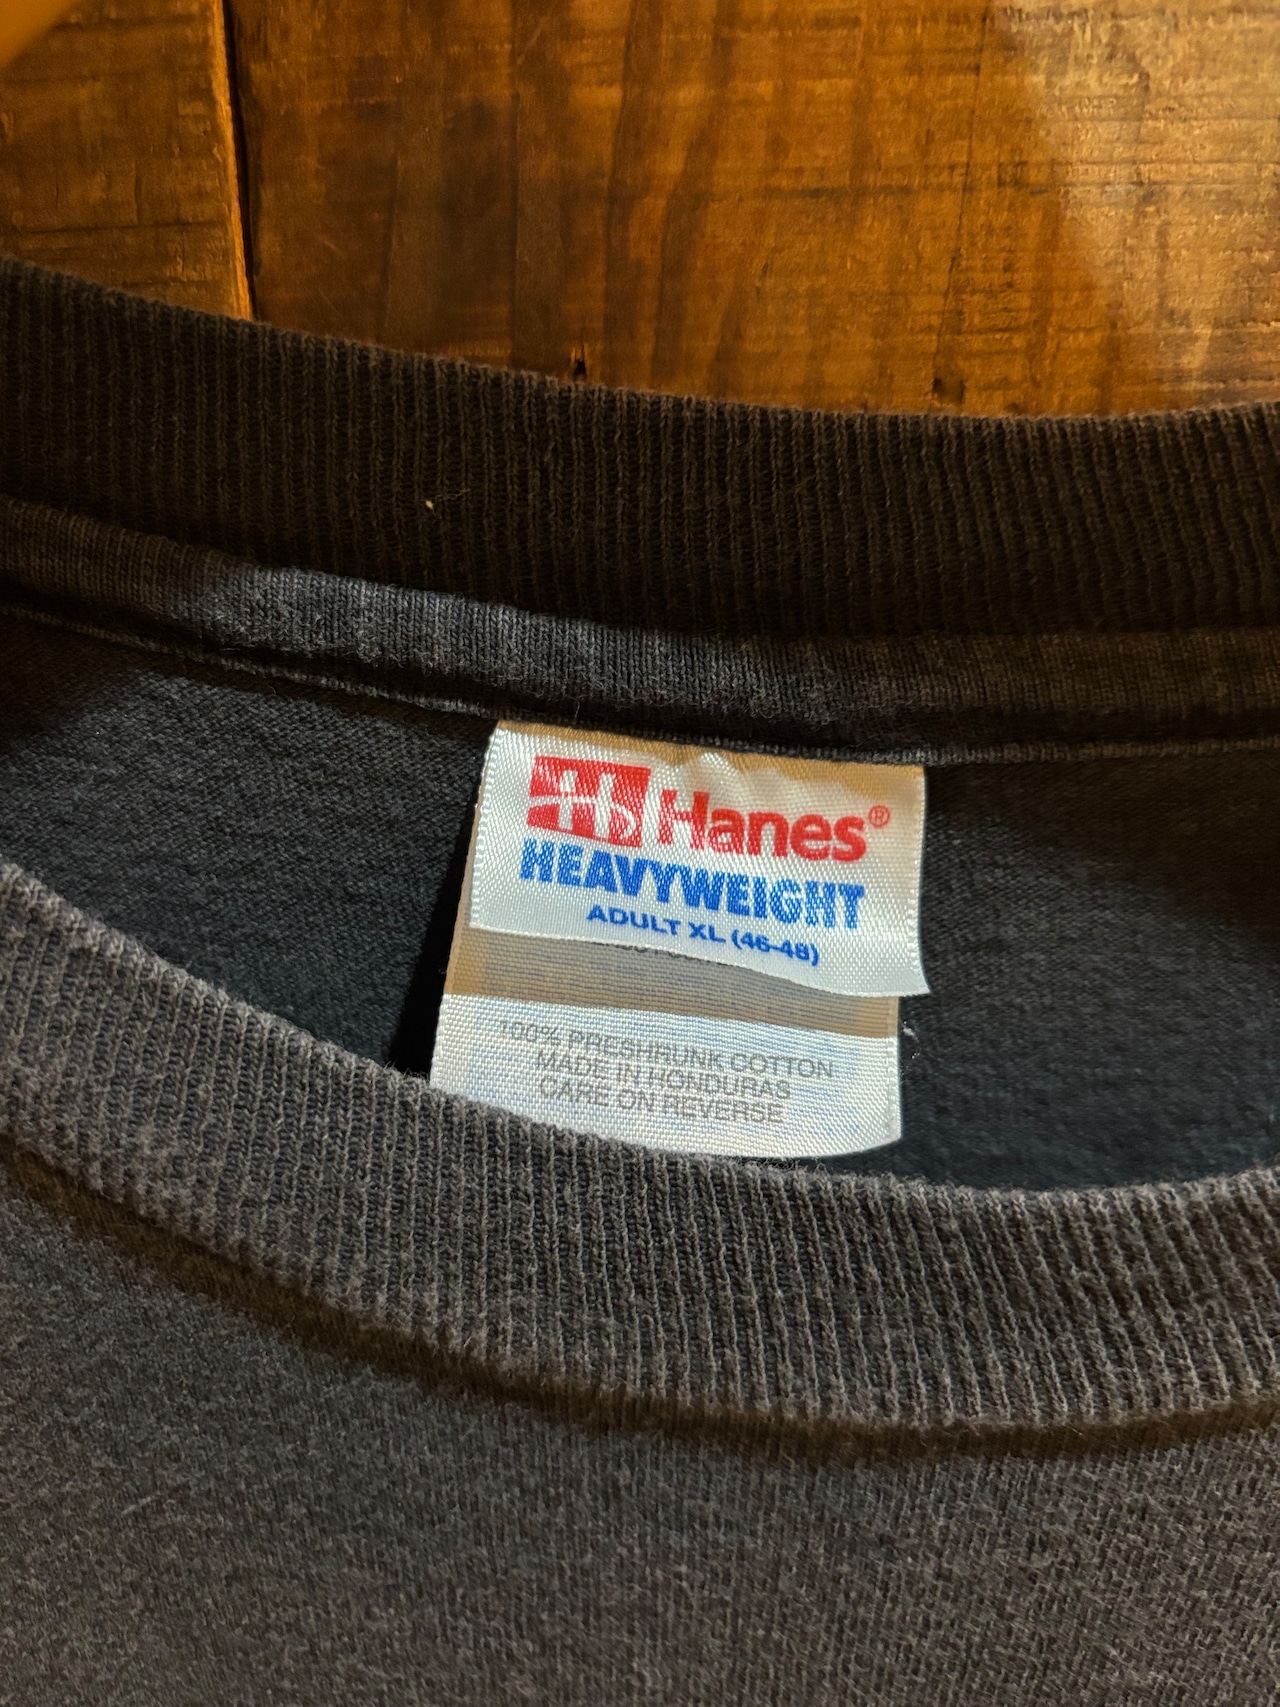 Hanes®
HEAVYWEIGHT
ADULT XL (46-48)
100% PRESHRUNK COTTON
MADE IN HONDURAS
CARE ON REVERSE